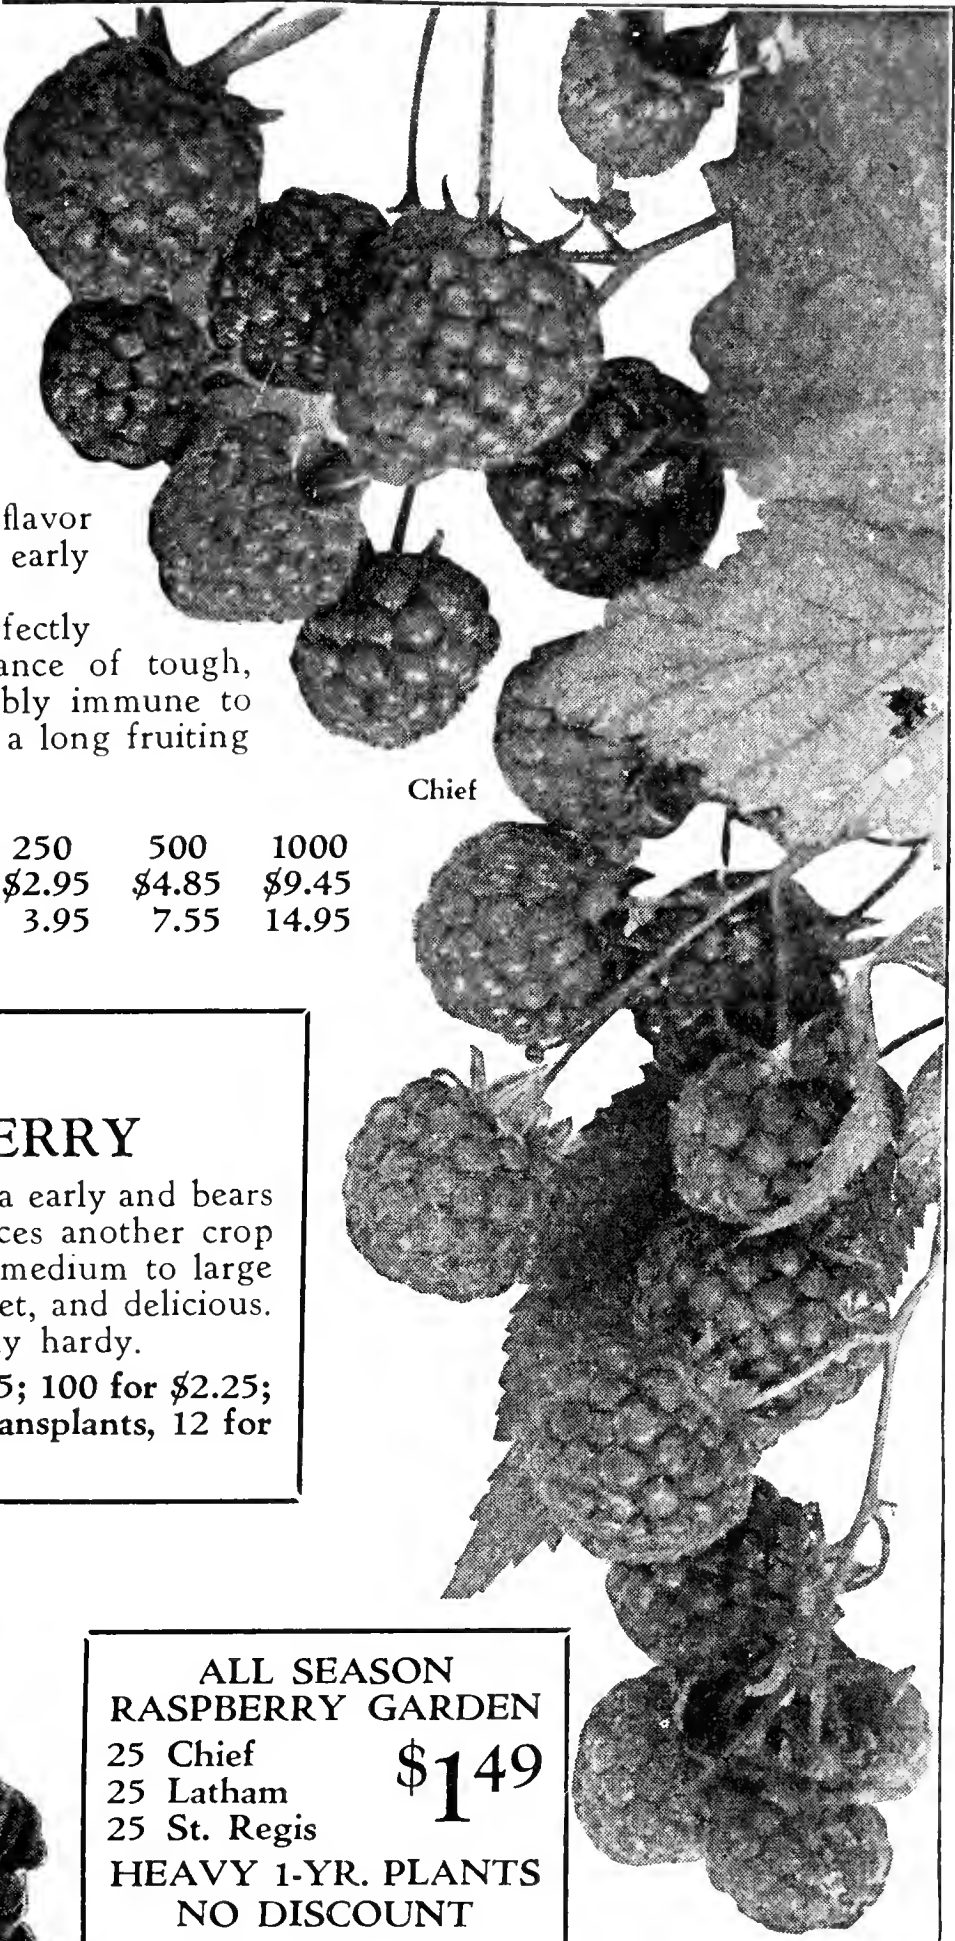 flavor
early
fectly
ance of tough,
bly immune to
a long fruiting
Chief
250 500 1000
$2.95 $4.85 $9.45
3.95 7.55 14.95
ERRY
a early and bears
ces another crop
medium to large
et, and delicious.
y hardy.
5; 100 for $2.25;
ansplants, 12 for
ALL SEASON
RASPBERRY GARDEN
25 Chief
25 Latham
25 St. Regis
$1.49
HEAVY 1-YR. PLANTS
NO DISCOUNT